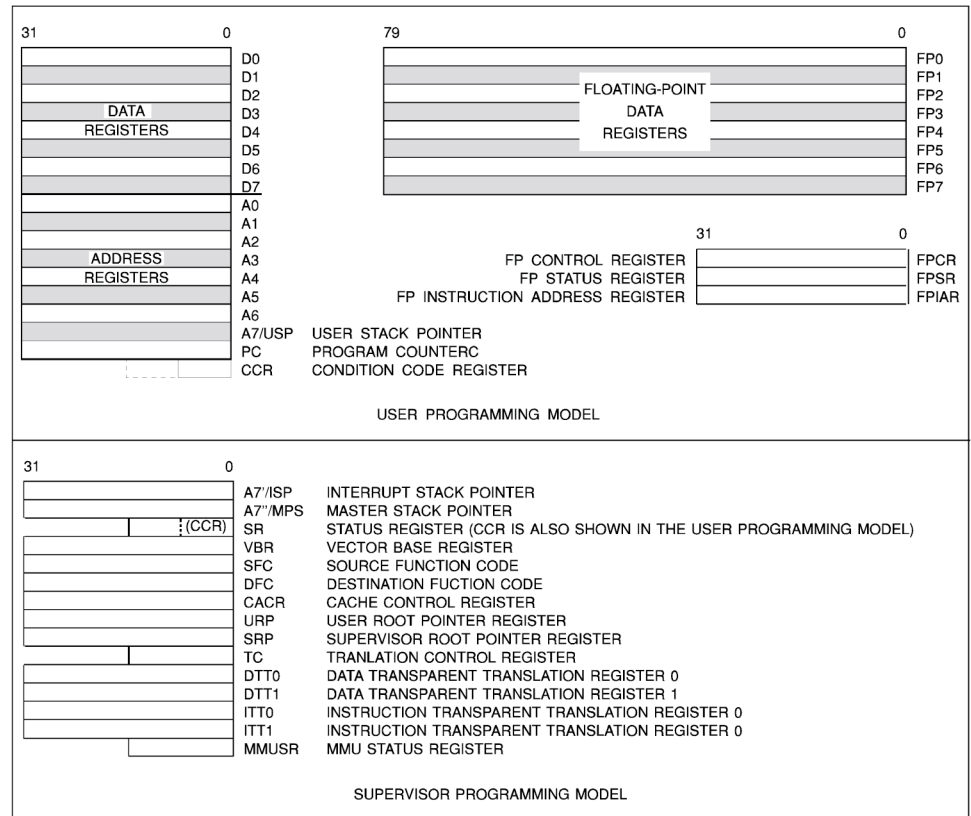 31 0 79 0
D0 FP0
D1 FP1
D2 FLOATING-POINT FP2
DATA D3 DATA FP3
REGISTERS D4 REGISTERS FP4
D5 FP5
D6 FP6
D7 FP7
A0
A1
A2 31 0
ADDRESS A3 FP CONTROL REGISTER FPCR
REGISTERS A4 FP STATUS REGISTER FPSR
A5 FP INSTRUCTION ADDRESS REGISTER FPIAR
A6
A7/USP USER STACK POINTER
PC PROGRAM COUNTERC
CCR CONDITION CODE REGISTER
USER PROGRAMMING MODEL
31 0
A7'/ISP INTERRUPT STACK POINTER
A7"/MPS MASTER STACK POINTER
(CCR) SR STATUS REGISTER (CCR IS ALSO SHOWN IN THE USER PROGRAMMING MODEL)
VBR VECTOR BASE REGISTER
SFC SOURCE FUNCTION CODE
DFC DESTINATION FUCTION CODE
CACR CACHE CONTROL REGISTER
URP USER ROOT POINTER REGISTER
SRP SUPERVISOR ROOT POINTER REGISTER
TC TRANLATION CONTROL REGISTER
DTT0 DATA TRANSPARENT TRANSLATION REGISTER 0
DTT1 DATA TRANSPARENT TRANSLATION REGISTER 1
ITT0 INSTRUCTION TRANSPARENT TRANSLATION REGISTER 0
ITT1 INSTRUCTION TRANSPARENT TRANSLATION REGISTER 0
MMUSR MMU STATUS REGISTER
SUPERVISOR PROGRAMMING MODEL